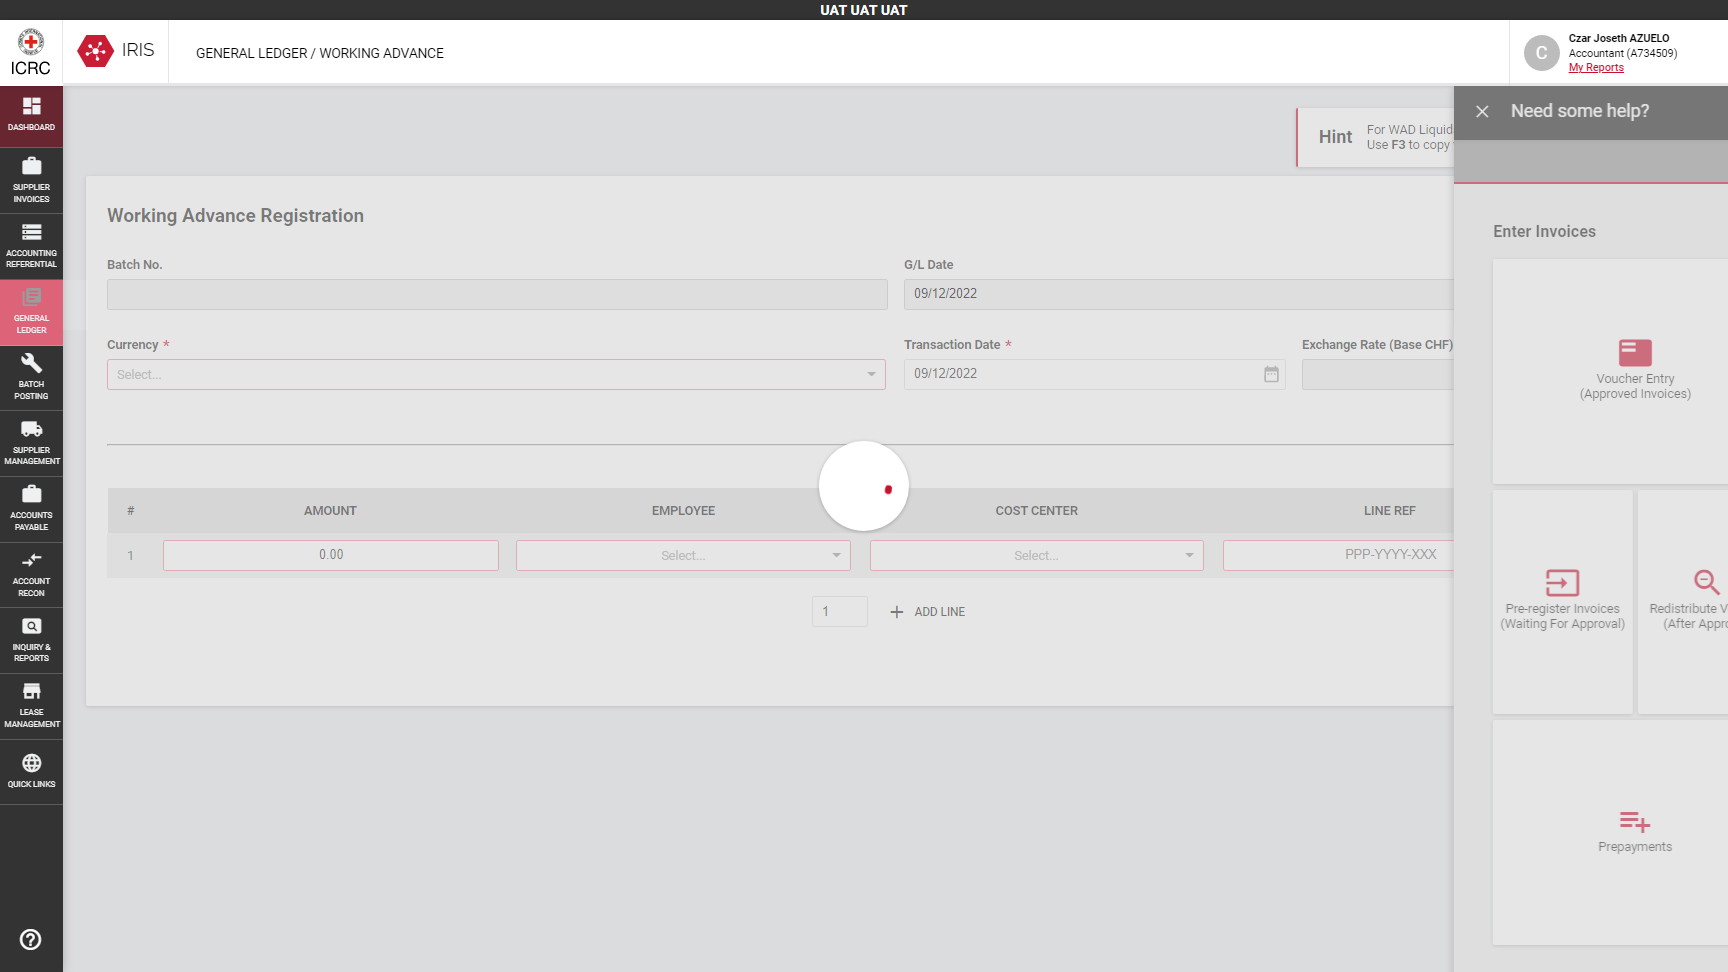 UAT UAT UAT
ICRC
IRIS
GENERAL LEDGER / WORKING ADVANCE
C
Czar Joseth AZUELO
Accountant (A734509)
My Reports
DASHBOARD
SUPPLIER
INVOICES
ACCOUNTING
REFERENTIAL
GENERAL
LEDGER
BATCH
POSTING
SUPPLIER
MANAGEMENT
ACCOUNTS
PAYABLE
ACCOUNT
RECON
INQUIRY &
REPORTS
LEASE
MANAGEMENT
QUICK LINKS
Hint
For WAD Liquid
Use F3 to copy
Working Advance Registration
Batch No.
G/L Date
09/12/2022
Currency *
Transaction Date *
Exchange Rate (Base CHF)
Select...
09/12/2022
# AMOUNT EMPLOYEE COST CENTER LINE REF
1 0.00 Select... Select... PPP-YYYY-XXX
1 + ADD LINE
Need some help?
Enter Invoices
Voucher Entry
(Approved Invoices)
Pre-register Invoices
(Waiting For Approval)
Redistribute V
(After Appro
Prepayments